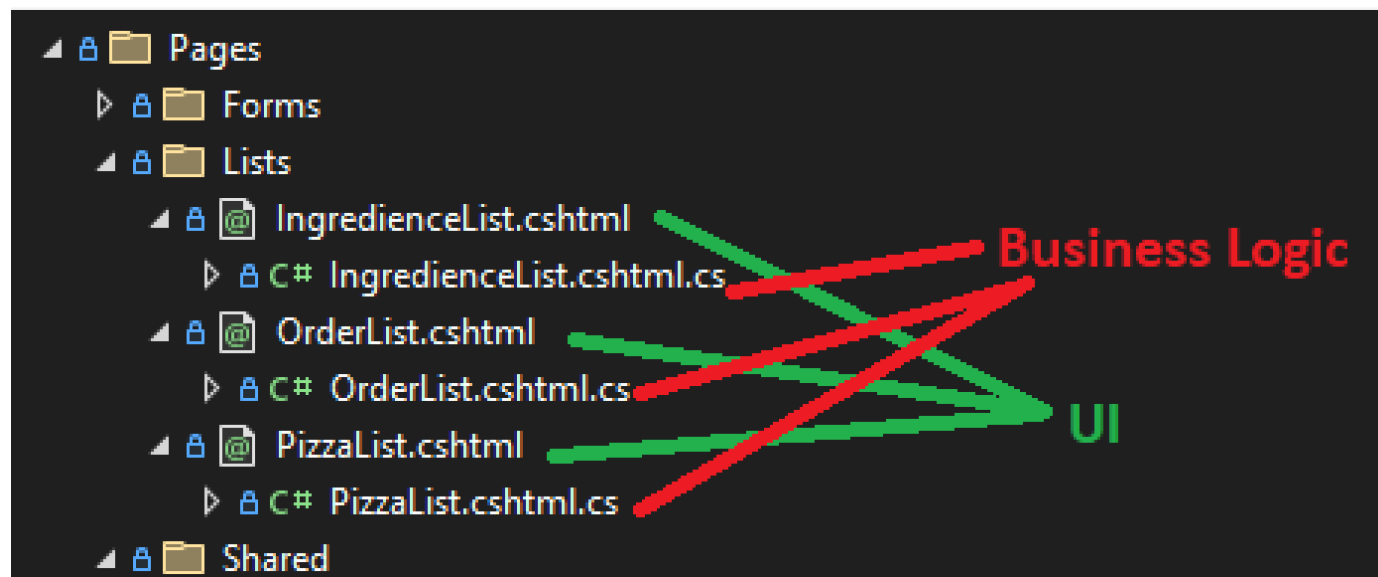 Pages
Forms
Lists
IngredienceList.cshtml
C# IngredienceList.cshtml.cs
Business Logic
OrderList.cshtml
C# OrderList.cshtml.cs
UI
PizzaList.cshtml
C# PizzaList.cshtml.cs
Shared